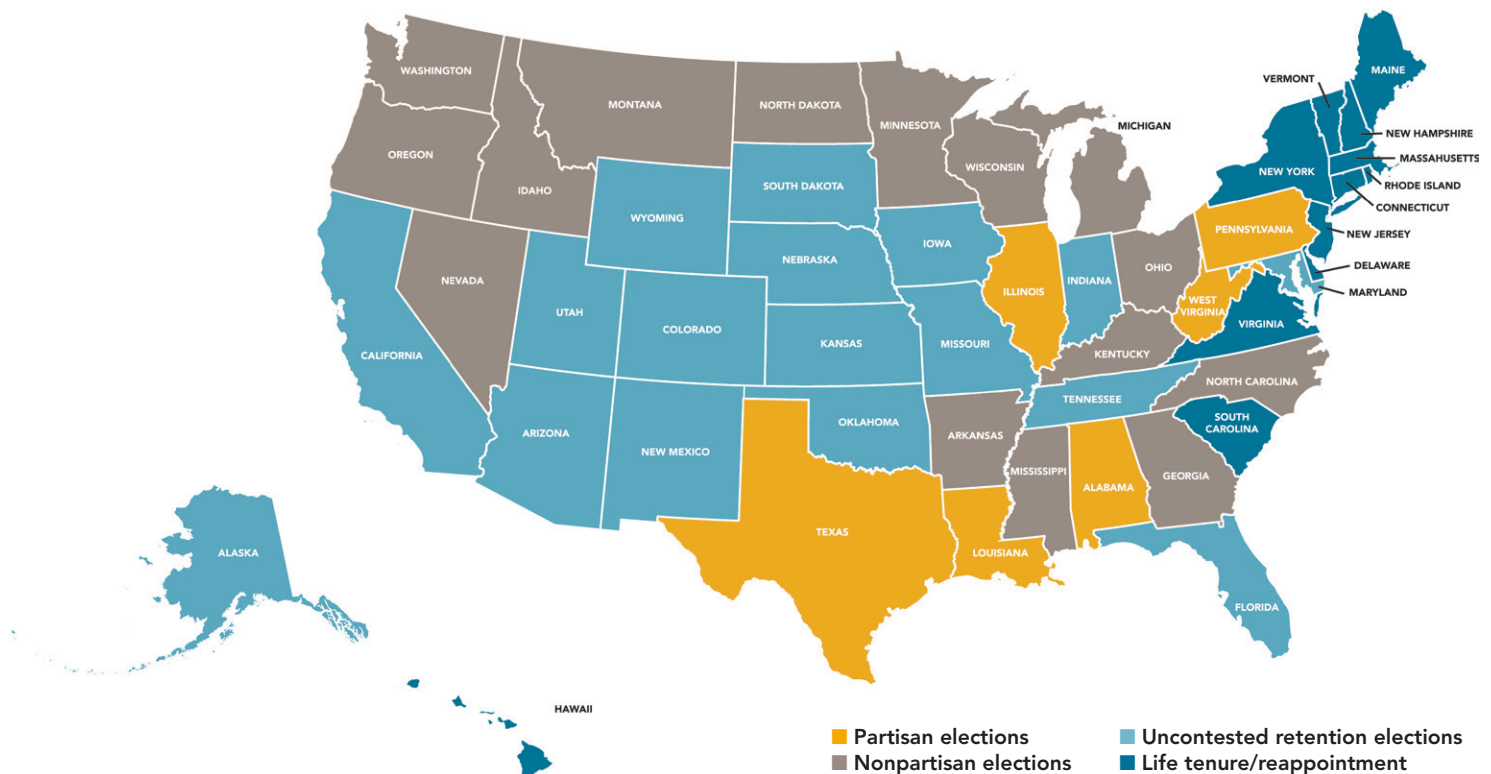 MAINE
VERMONT
WASHINGTON
MONTANA
NORTH DAKOTA
MINNESOTA
MICHIGAN
NEW HAMPSHIRE
OREGON
WISCONSIN
MASSAHUSETTS
IDAHO
SOUTH DAKOTA
NEW YORK
RHODE ISLAND
WYOMING
CONNECTICUT
IOWA
PENNSYLVANIA
NEW JERSEY
NEBRASKA
NEVADA
OHIO
DELAWARE
ILLINOIS
INDIANA
MARYLAND
UTAH
WEST
VIRGINIA
COLORADO
KANSAS
MISSOURI
VIRGINIA
CALIFORNIA
KENTUCKY
NORTH CAROLINA
TENNESSEE
ARIZONA
NEW MEXICO
OKLAHOMA
ARKANSAS
SOUTH
CAROLINA
MISSISSIPPI
ALABAMA
GEORGIA
TEXAS
LOUISIANA
ALASKA
FLORIDA
HAWAII
Partisan elections
Nonpartisan elections
Uncontested retention elections
Life tenure/reappointment